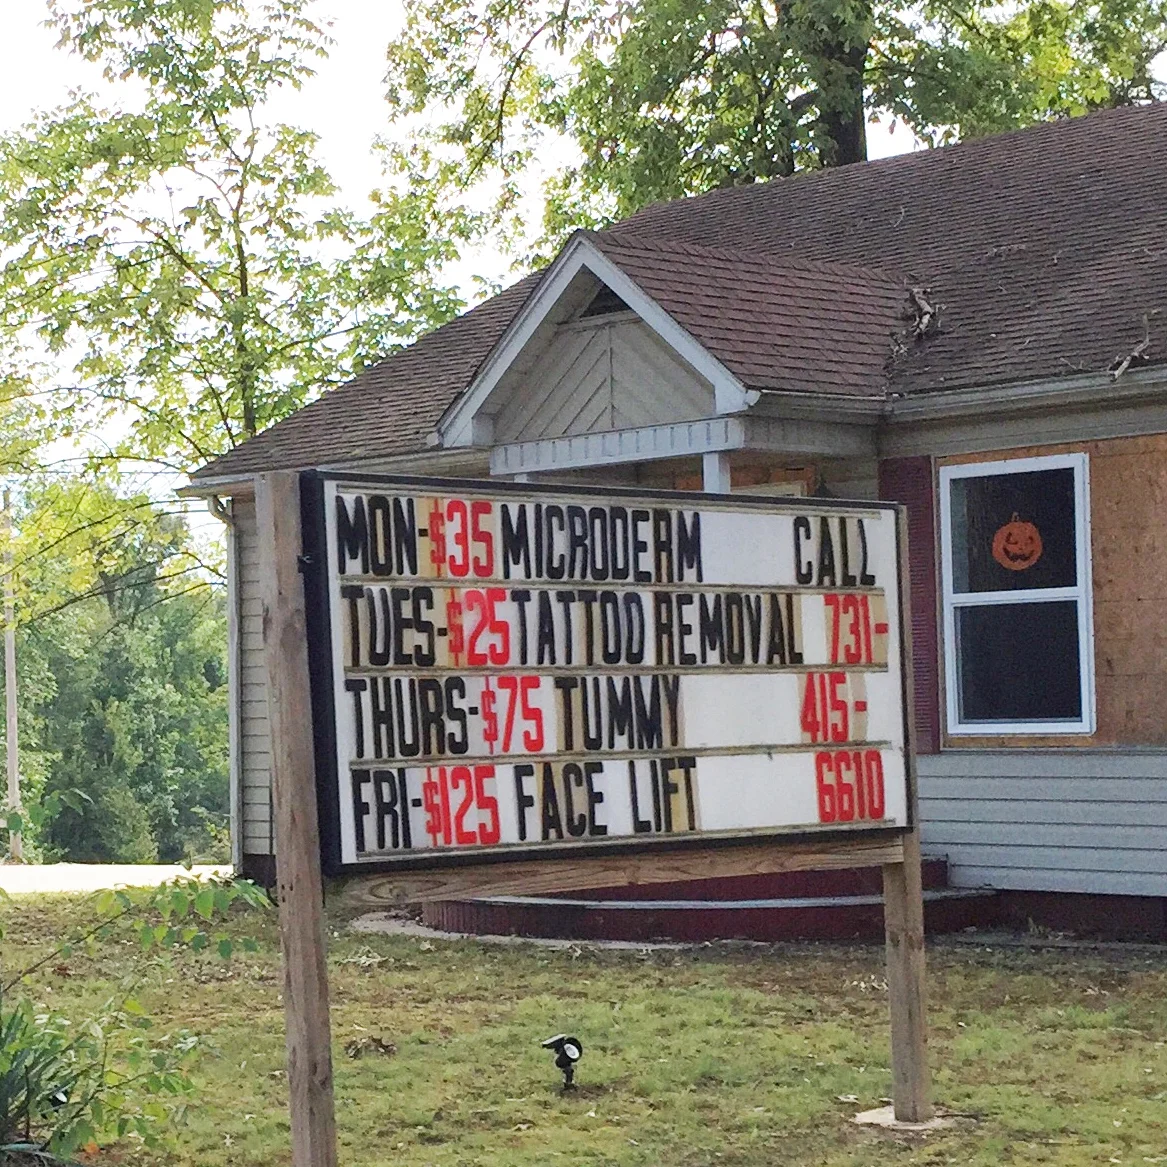 MON-$35 MICRODERM CALL
TUES-$25 TATTOO REMOVAL 731-
THURS-$75 TUMMY 415-
FRI-$125 FACE LIFT 6610